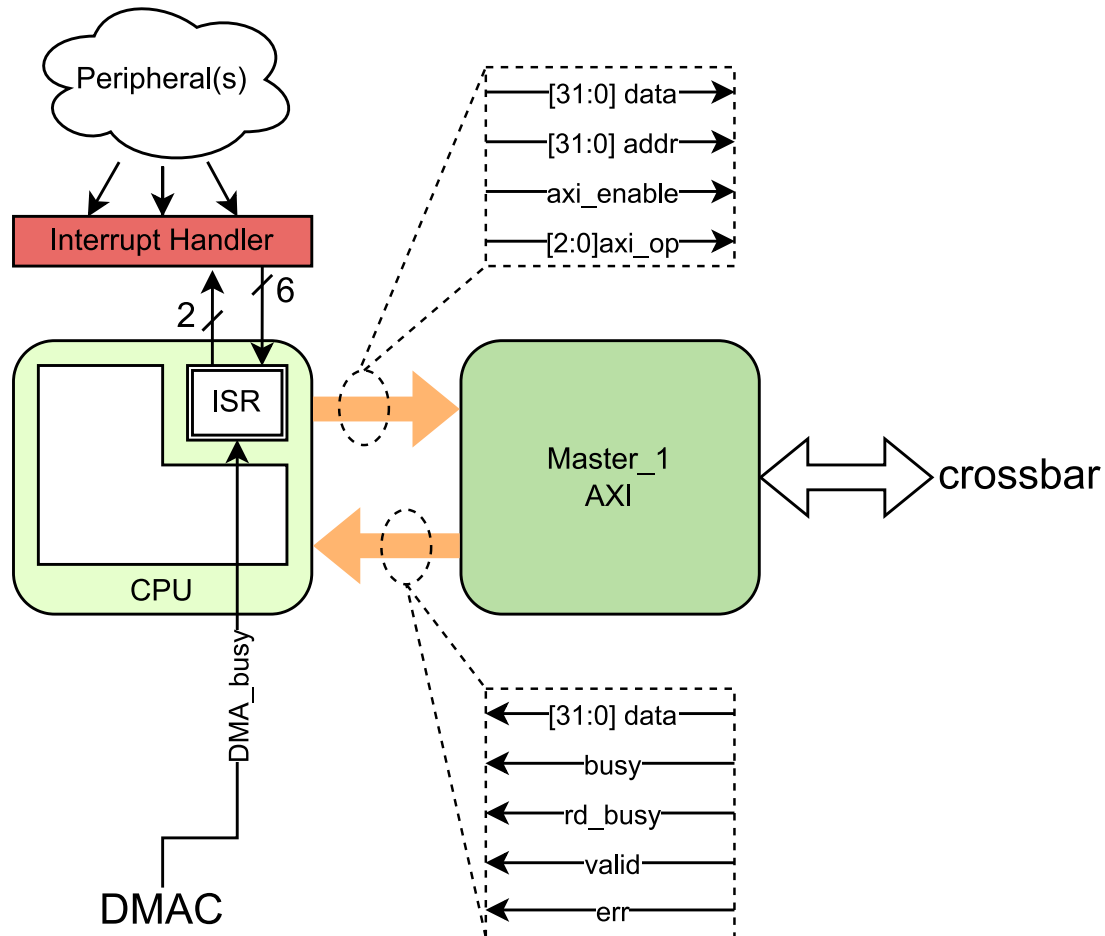 Peripheral(s)
[31:0] data
[31:0] addr
axi_enable
[2:0]axi_op
Interrupt Handler
2
6
ISR
Master_1
AXI
crossbar
CPU
DMA_busy
[31:0] data
busy
rd_busy
valid
err
DMAC